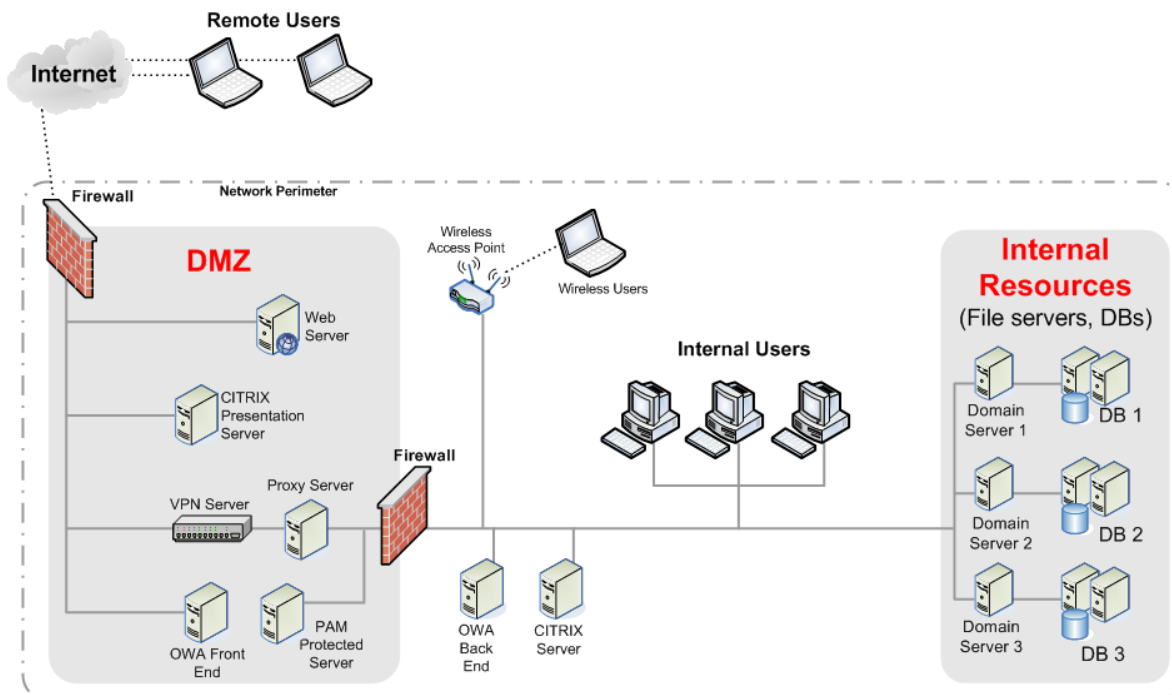 Remote Users
Internet
Firewall
Network Perimeter
DMZ
Web
Server
CITRIX
Presentation
Server
VPN Server
Proxy Server
OWA Front
End
PAM
Protected
Server
Firewall
Wireless
Access Point
Wireless Users
Internal Users
OWA
Back
End
CITRIX
Server
Internal
Resources
(File servers, DBs)
Domain
Server 1
DB 1
Domain
Server 2
DB 2
Domain
Server 3
DB 3